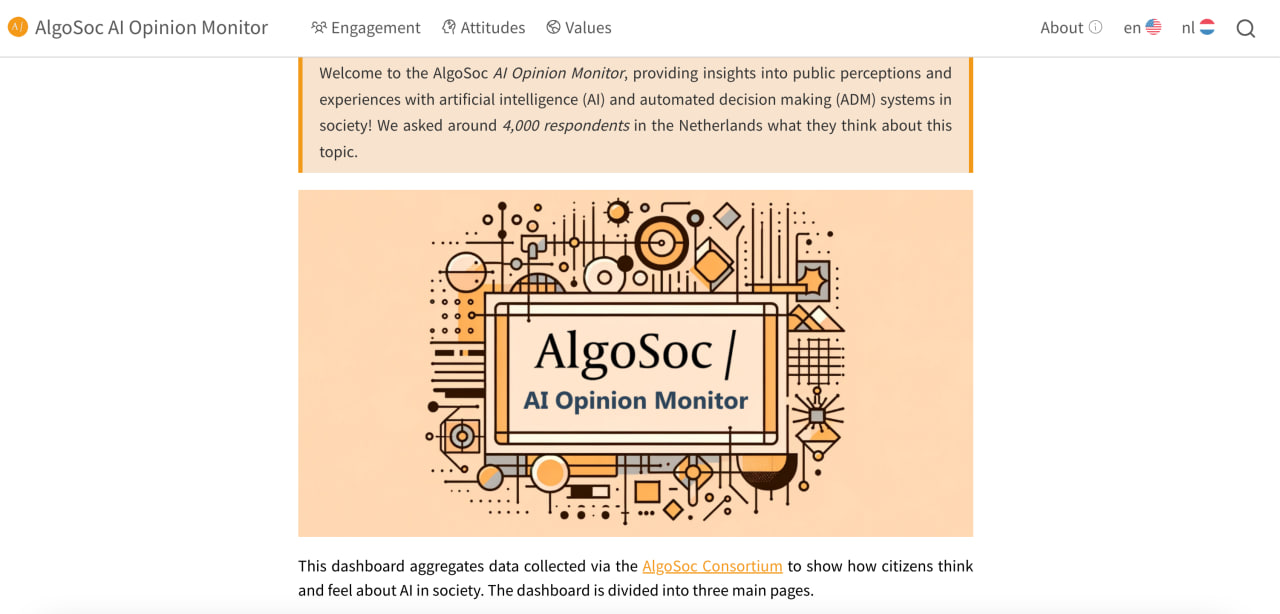 A/ AlgoSoc AI Opinion Monitor Engagement Attitudes Values About en nl
Welcome to the AlgoSoc AI Opinion Monitor, providing insights into public perceptions and
experiences with artificial intelligence (AI) and automated decision making (ADM) systems in
society! We asked around 4,000 respondents in the Netherlands what they think about this
topic.
AlgoSoc /
AI Opinion Monitor
This dashboard aggregates data collected via the AlgoSoc Consortium to show how citizens think
and feel about AI in society. The dashboard is divided into three main pages.